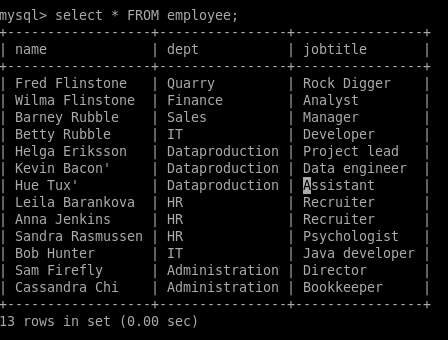 mysql> select * FROM employee;
+------------------+----------------+----------------+
| name | dept | jobtitle |
+------------------+----------------+----------------+
| Fred Flinstone | Quarry | Rock Digger |
| Wilma Flinstone | Finance | Analyst |
| Barney Rubble | Sales | Manager |
| Betty Rubble | IT | Developer |
| Helga Eriksson | Dataproduction | Project lead |
| Kevin Bacon' | Dataproduction | Data engineer |
| Hue Tux' | Dataproduction | Assistant |
| Leila Barankova | HR | Recruiter |
| Anna Jenkins | HR | Recruiter |
| Sandra Rasmussen | HR | Psychologist |
| Bob Hunter | IT | Java developer |
| Sam Firefly | Administration | Director |
| Cassandra Chi | Administration | Bookkeeper |
+------------------+----------------+----------------+
13 rows in set (0.00 sec)